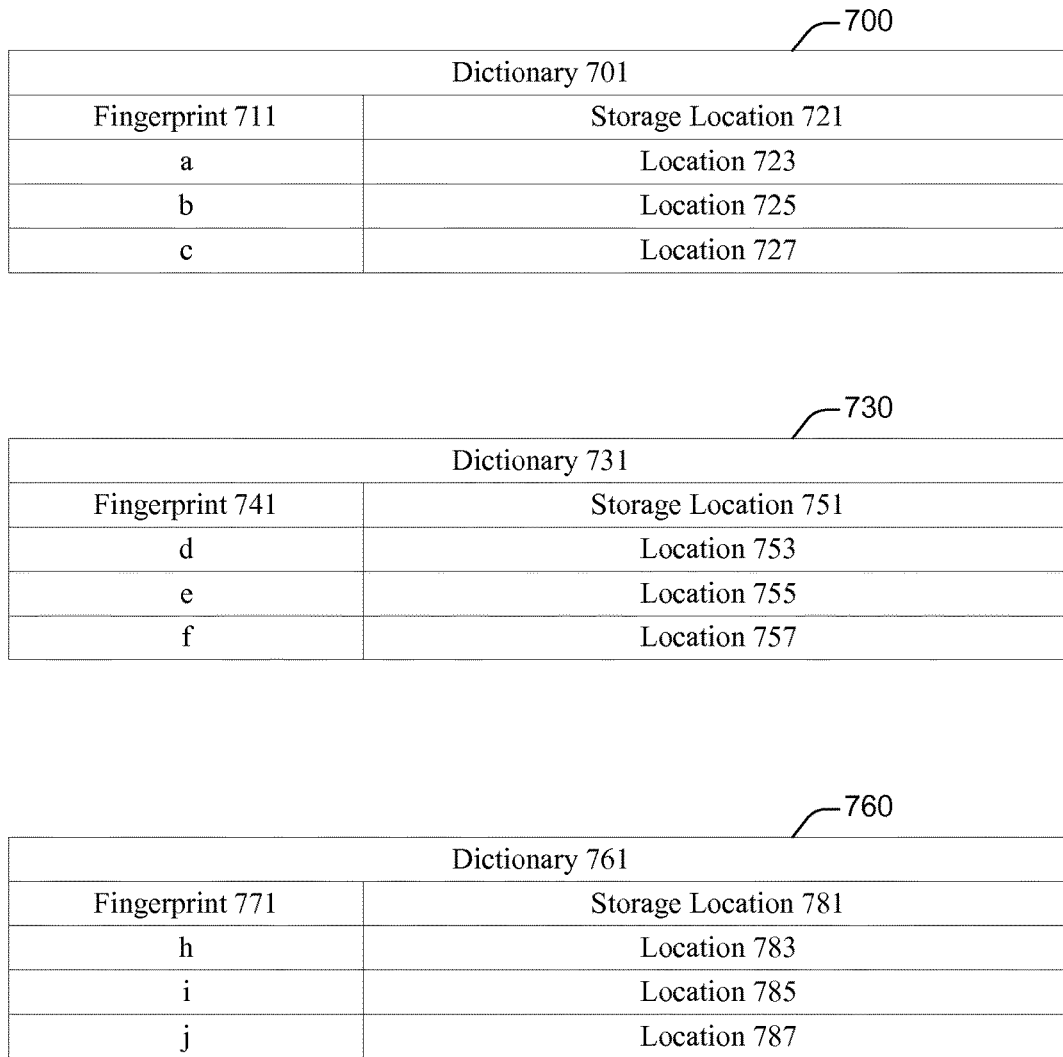 700
Dictionary 701
Fingerprint 711 Storage Location 721
a Location 723
b Location 725
c Location 727
730
Dictionary 731
Fingerprint 741 Storage Location 751
d Location 753
e Location 755
f Location 757
760
Dictionary 761
Fingerprint 771 Storage Location 781
h Location 783
i Location 785
j Location 787